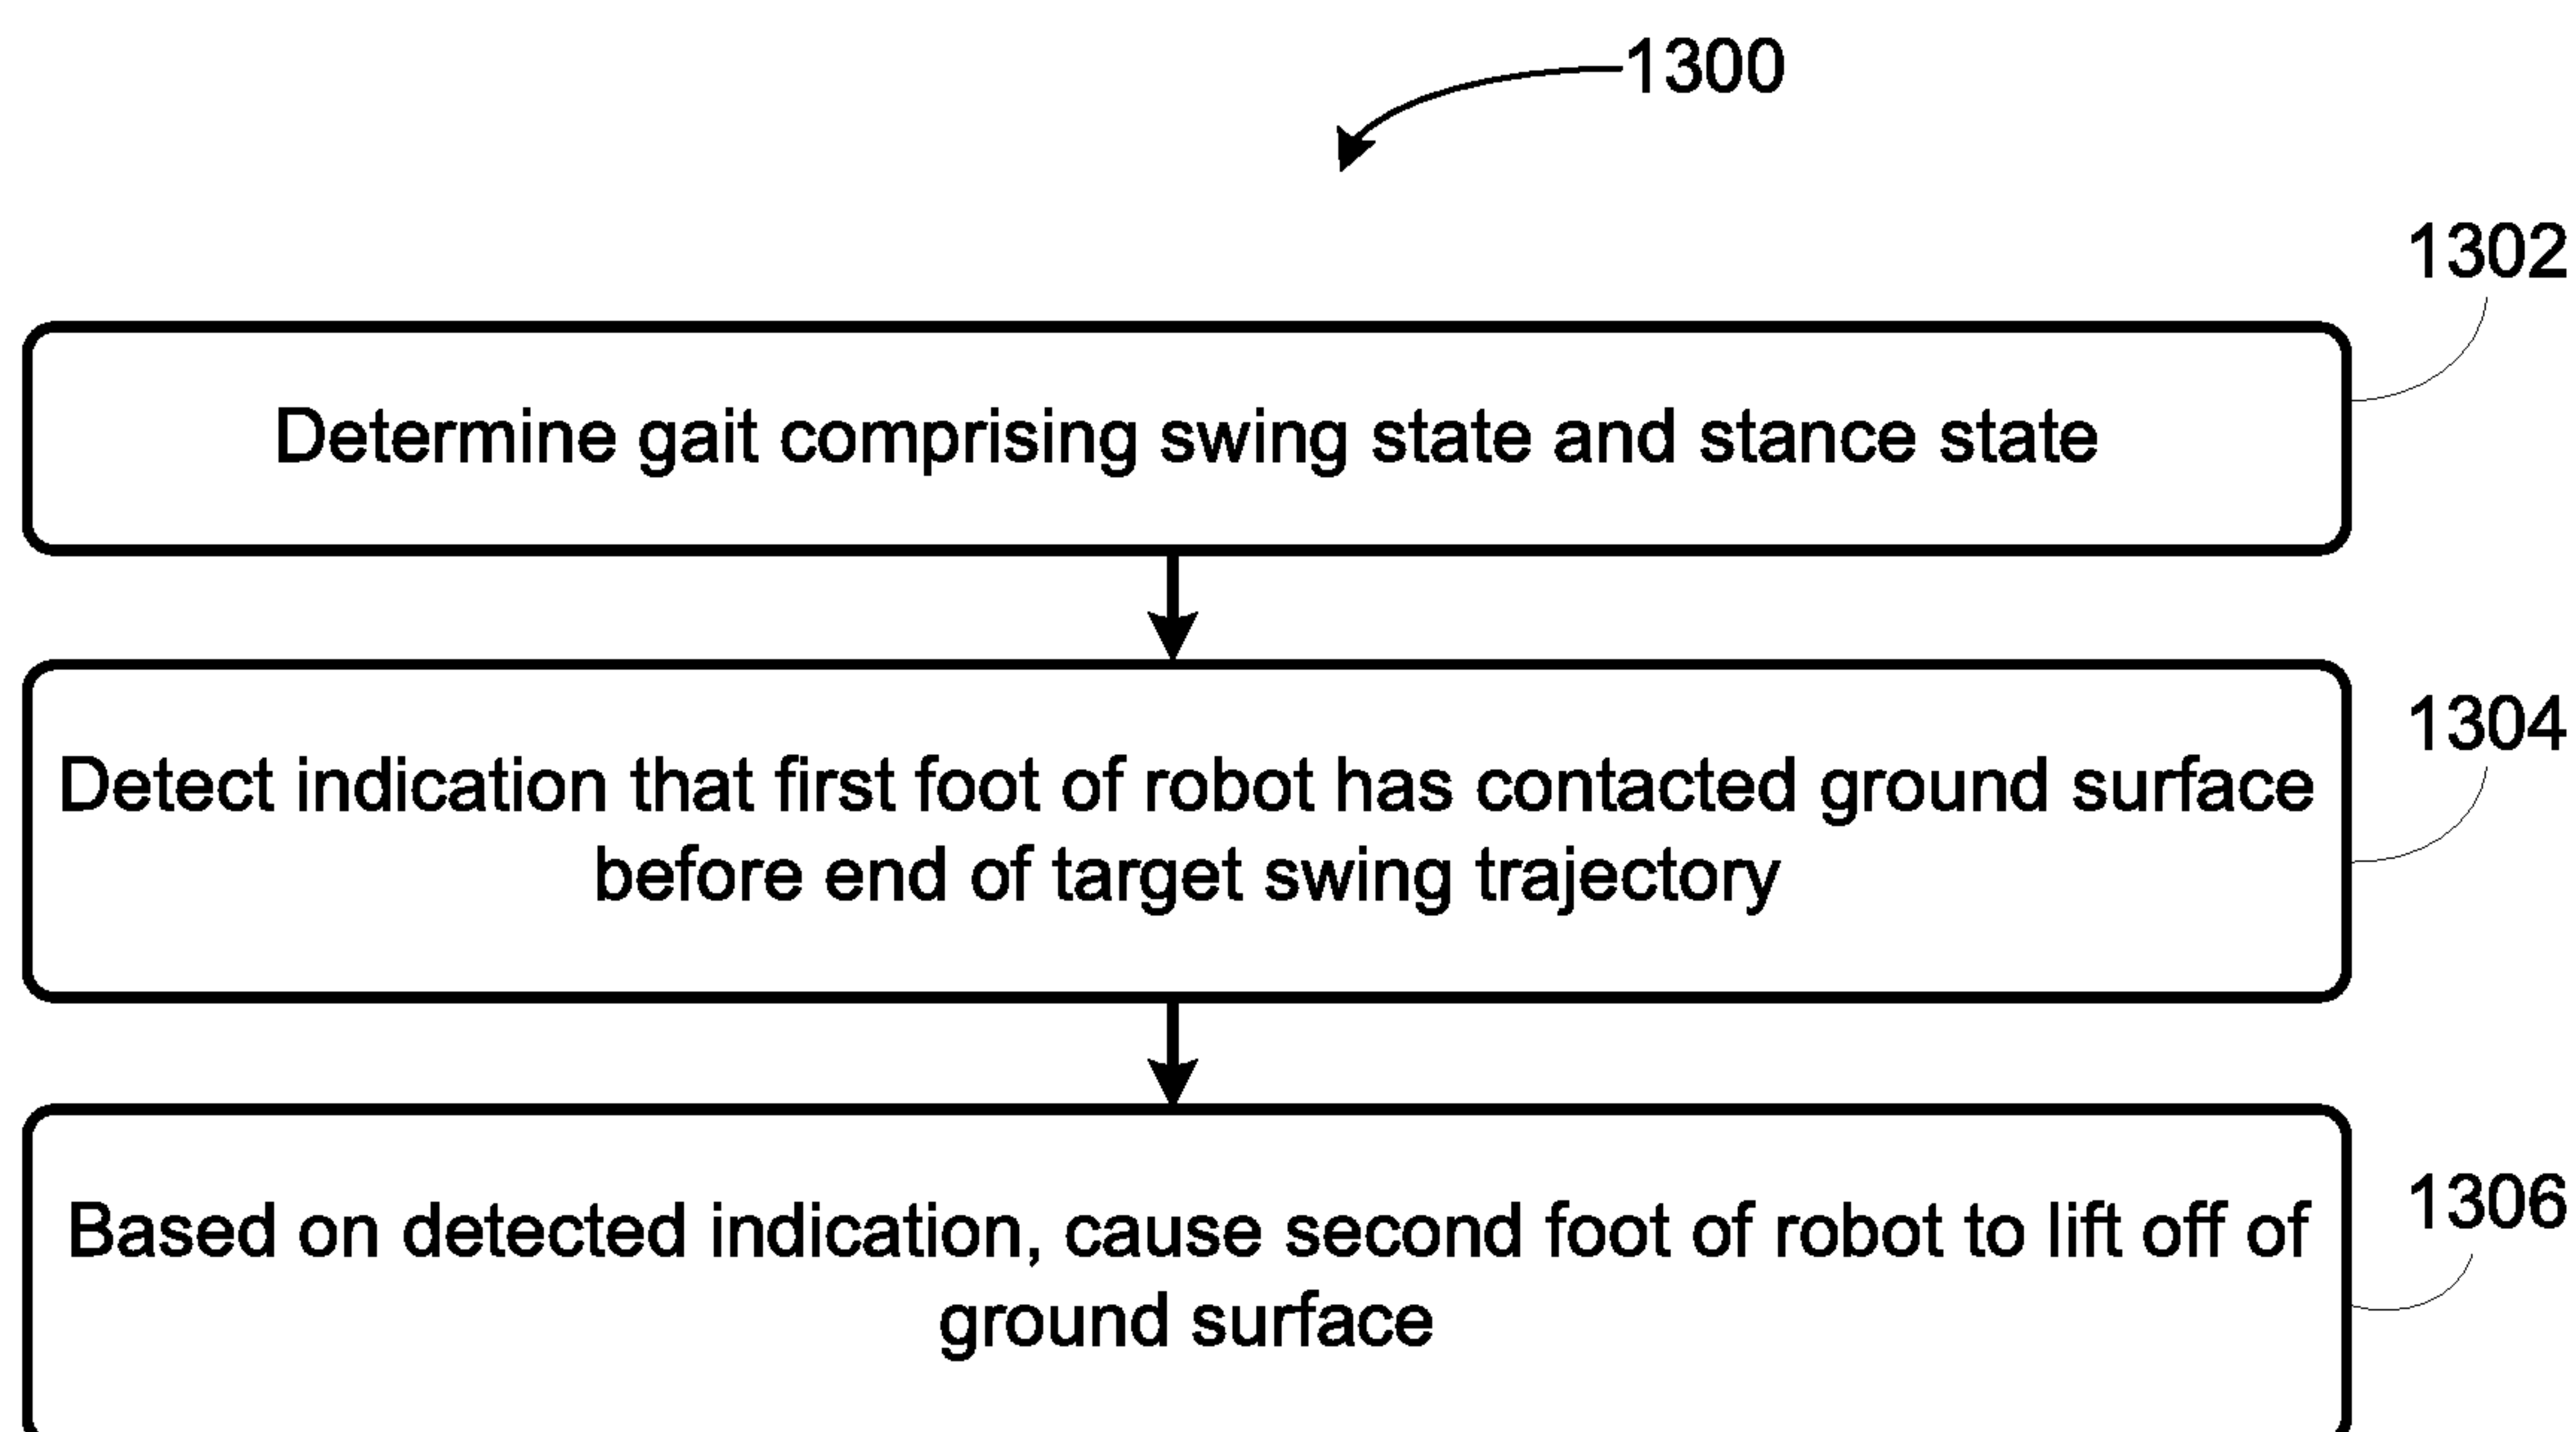 1300
1302
Determine gait comprising swing state and stance state
1304
Detect indication that first foot of robot has contacted ground surface
before end of target swing trajectory
1306
Based on detected indication, cause second foot of robot to lift off of
ground surface